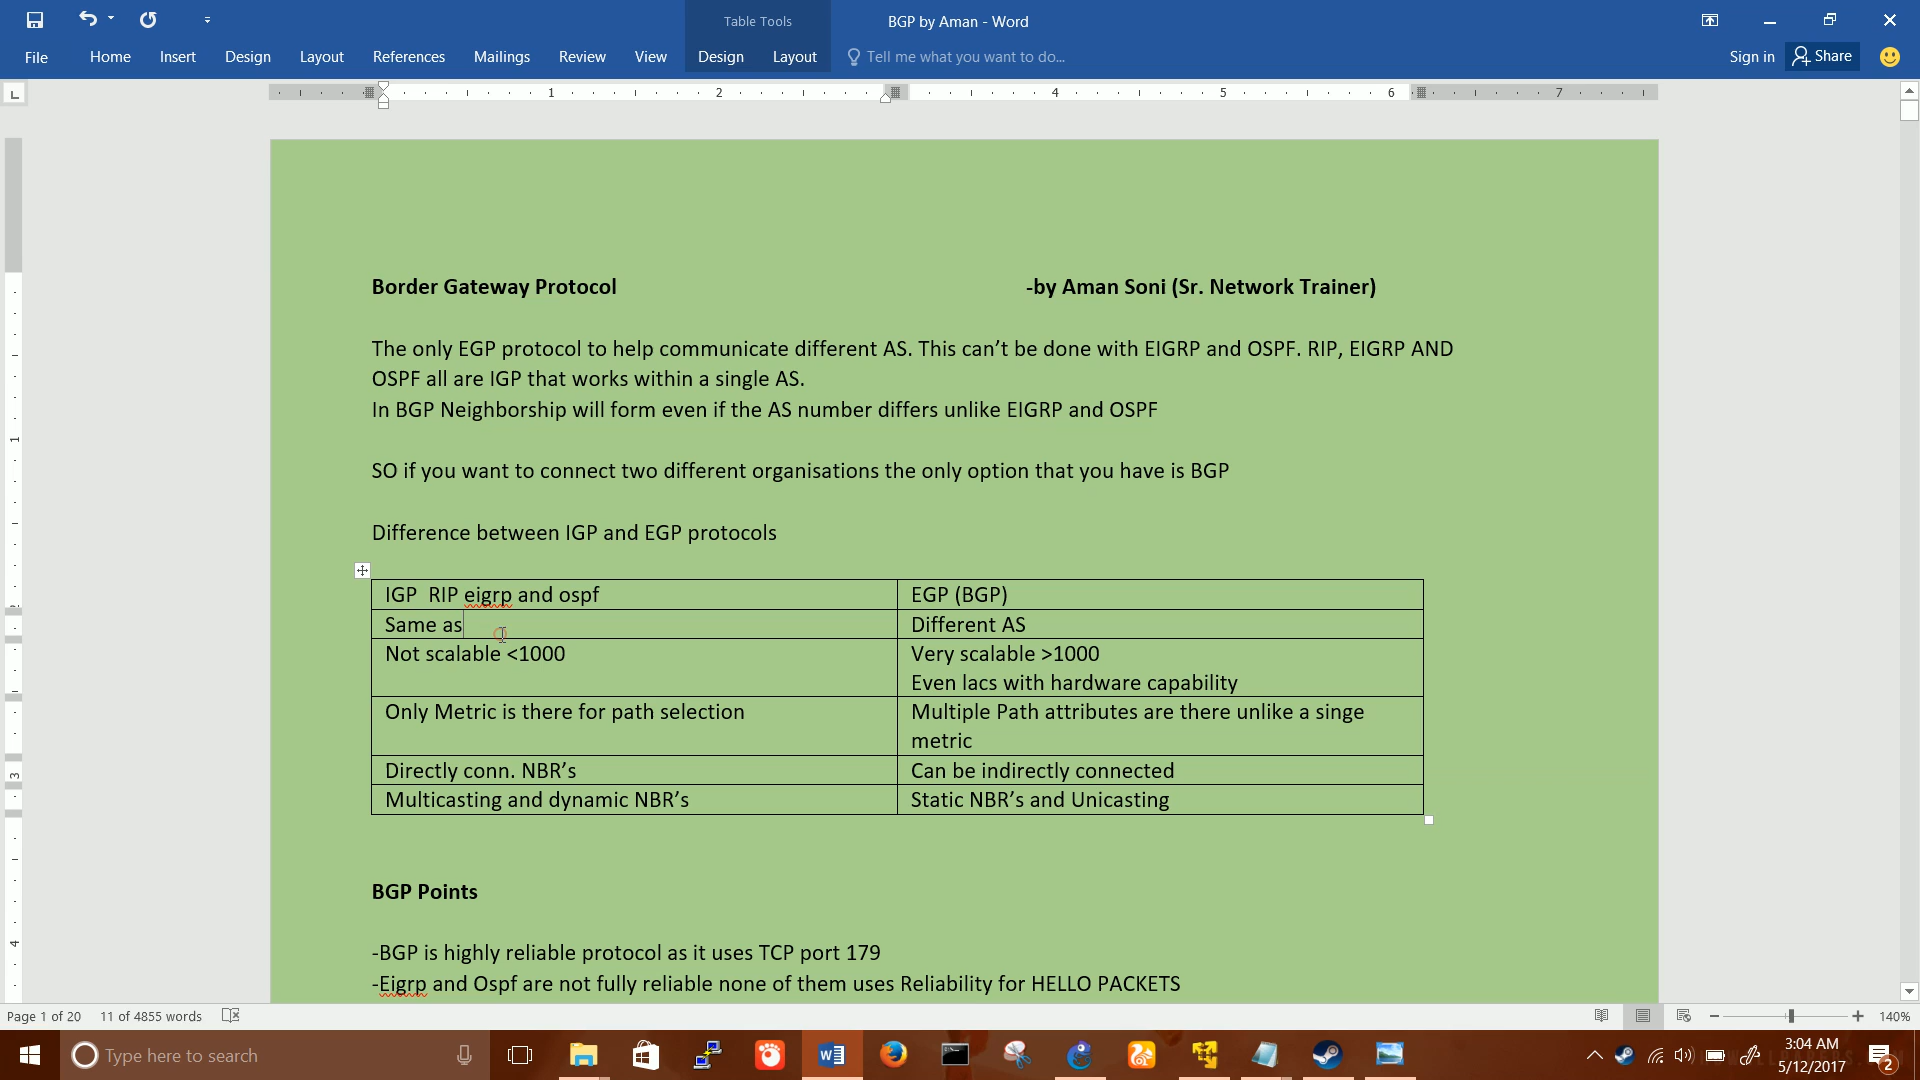 Table Tools
BGP by Aman - Word
File
Home
Insert
Design
Layout
References
Mailings
Review
View
Design
Layout
Tell me what you want to do...
Sign in
Share
1 2 4 5 6 7
Border Gateway Protocol -by Aman Soni (Sr. Network Trainer)
The only EGP protocol to help communicate different AS. This can’t be done with EIGRP and OSPF. RIP, EIGRP AND
OSPF all are IGP that works within a single AS.
In BGP Neighborship will form even if the AS number differs unlike EIGRP and OSPF
SO if you want to connect two different organisations the only option that you have is BGP
Difference between IGP and EGP protocols
IGP RIP eigrp and ospf
EGP (BGP)
Same as
Different AS
Not scalable <1000
Very scalable >1000
Even lacs with hardware capability
Only Metric is there for path selection
Multiple Path attributes are there unlike a singe
metric
Directly conn. NBR’s
Can be indirectly connected
Multicasting and dynamic NBR’s
Static NBR’s and Unicasting
BGP Points
-BGP is highly reliable protocol as it uses TCP port 179
-Eigrp and Ospf are not fully reliable none of them uses Reliability for HELLO PACKETS
1
3
4
Page 1 of 20
11 of 4855 words
140%
Type here to search
3:04 AM
5/12/2017
2